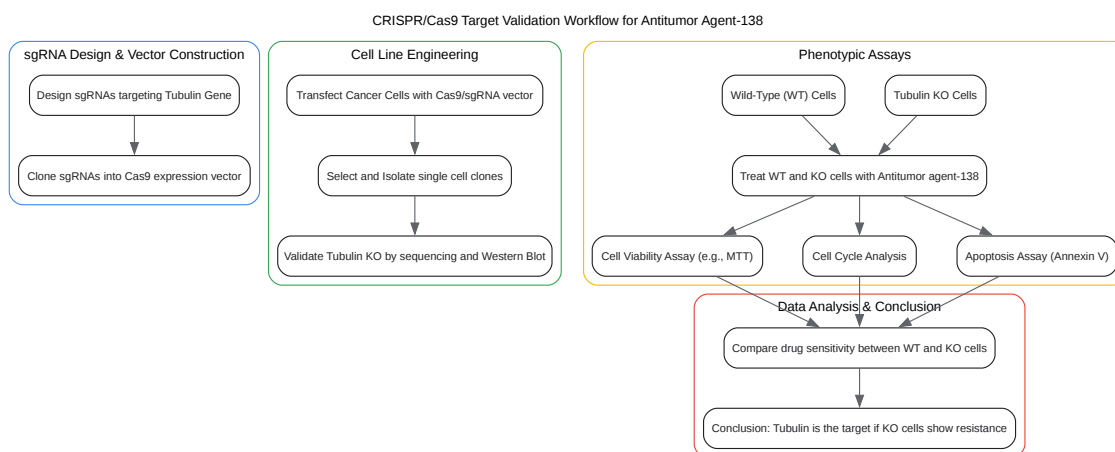 CRISPR/Cas9 Target Validation Workflow for Antitumor Agent-138
sgRNA Design & Vector Construction
Design sgRNAs targeting Tubulin Gene
Clone sgRNAs into Cas9 expression vector
Cell Line Engineering
Transfect Cancer Cells with Cas9/sgRNA vector
Select and Isolate single cell clones
Validate Tubulin KO by sequencing and Western Blot
Phenotypic Assays
Wild-Type (WT) Cells
Tubulin KO Cells
Treat WT and KO cells with Antitumor agent-138
Cell Viability Assay (e.g., MTT)
Cell Cycle Analysis
Apoptosis Assay (Annexin V)
Data Analysis & Conclusion
Compare drug sensitivity between WT and KO cells
Conclusion: Tubulin is the target if KO cells show resistance